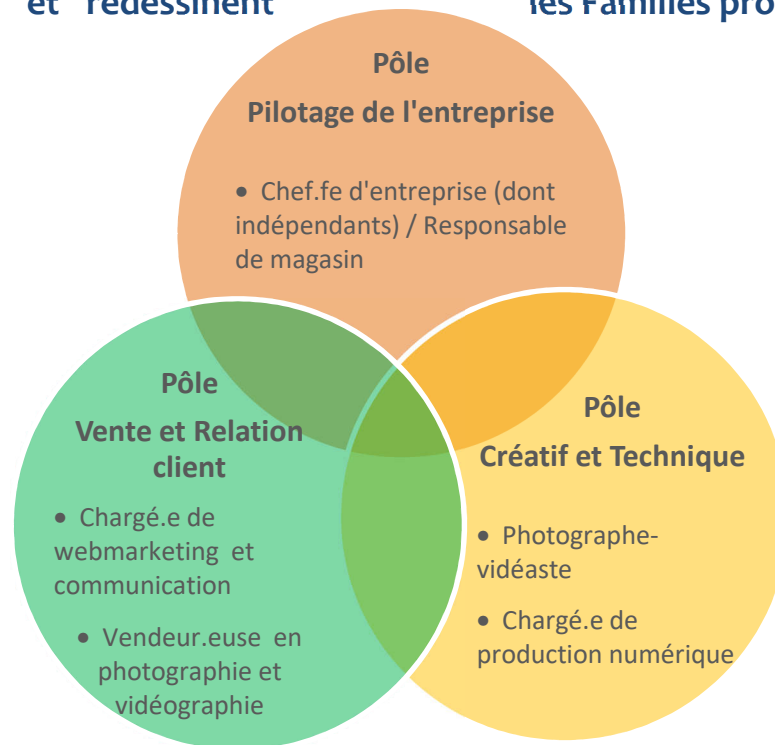 et redessinent les Familles pro
Pôle
Pilotage de l'entreprise
• Chef.fe d'entreprise (dont
indépendants) / Responsable
de magasin
Pôle
Vente et Relation
client
• Chargé.e de
webmarketing et
communication
• Vendeur.euse en
photographie et
vidéographie
Pôle
Créatif et Technique
• Photographe-
vidéaste
• Chargé.e de
production numérique